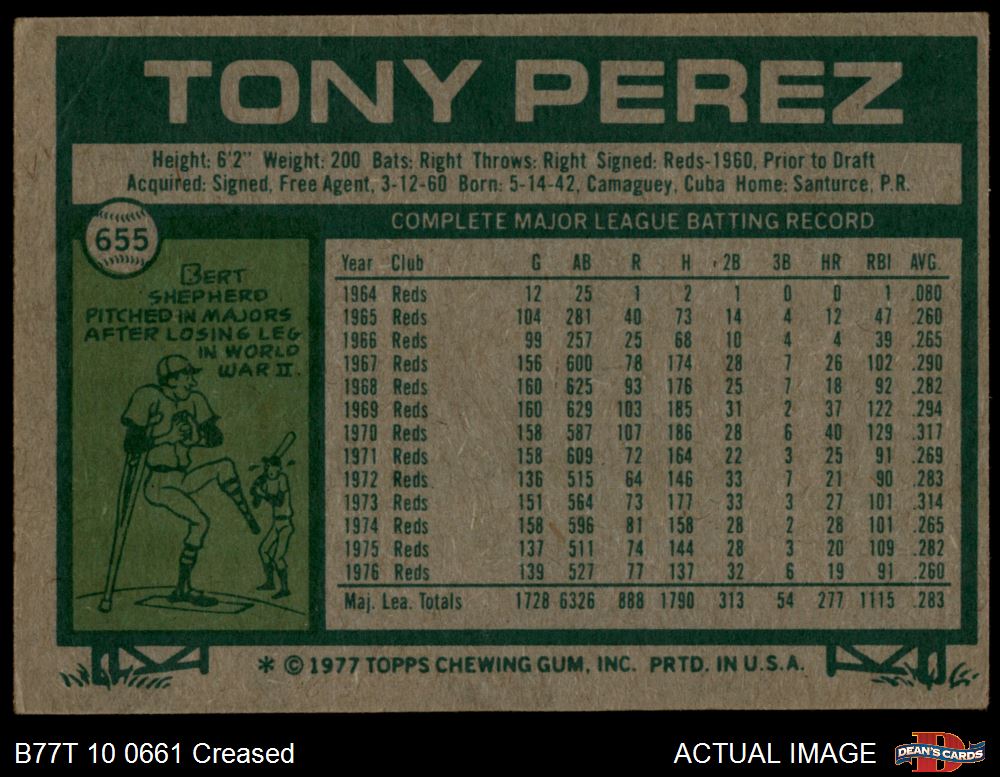 TONY PEREZ
Height: 6'2" Weight: 200 Bats: Right Throws: Right Signed: Reds-1960, Prior to Draft
Acquired: Signed, Free Agent, 3-12-60 Born: 5-14-42, Camaguey, Cuba Home: Santurce, P.R.
655
COMPLETE MAJOR LEAGUE BATTING RECORD
BERT
SHEPHERD
PITCHED IN MAJORS
AFTER LOSING LEG
IN WORLD
WAR II.
Year Club G AB R H 2B 3B HR RBI AVG.
1964 Reds 12 25 1 2 1 0 0 1 .080
1965 Reds 104 281 40 73 14 4 12 47 .260
1966 Reds 99 257 25 68 10 4 4 39 .265
1967 Reds 156 600 78 174 28 7 26 102 .290
1968 Reds 160 625 93 176 25 7 18 92 .282
1969 Reds 160 629 103 185 31 2 37 122 .294
1970 Reds 158 587 107 186 28 6 40 129 .317
1971 Reds 158 609 72 164 22 3 25 91 .269
1972 Reds 136 515 64 146 33 7 21 90 .283
1973 Reds 151 564 73 177 33 3 27 101 .314
1974 Reds 158 596 81 158 28 2 28 101 .265
1975 Reds 137 511 74 144 28 3 20 109 .282
1976 Reds 139 527 77 137 32 6 19 91 .260
Maj. Lea. Totals 1728 6326 888 1790 313 54 277 1115 .283
* © 1977 TOPPS CHEWING GUM, INC. PRTD. IN U.S.A.
B77T 10 0661 Creased
ACTUAL IMAGE
D
DEAN'S CARDS